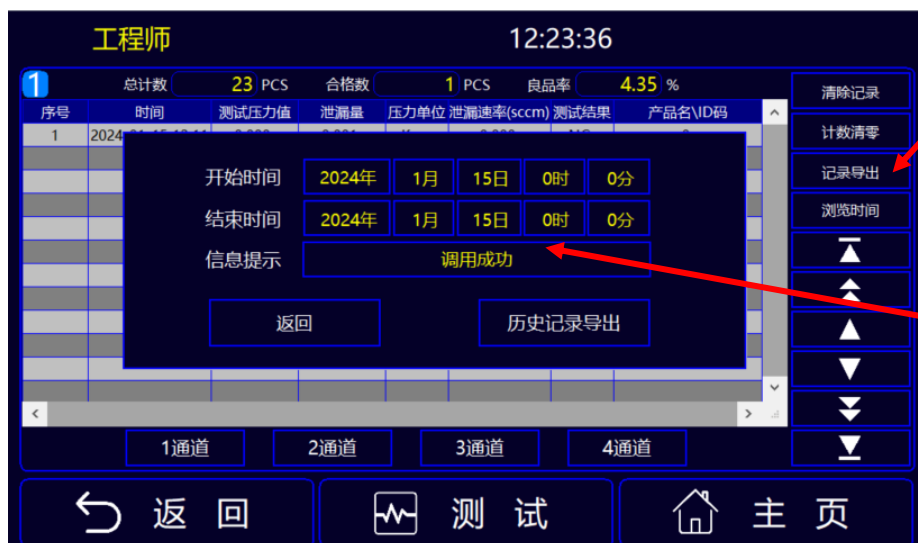 工程师 12:23:36
1 总计数 23 PCS 合格数 1 PCS 良品率 4.35 %
清除记录
序号 时间 测试压力值 泄漏量 压力单位 泄漏速率(sccm) 测试结果 产品名\ID码
1 2024
计数清零
记录导出
开始时间 2024年 1月 15日 0时 0分
浏览时间
结束时间 2024年 1月 15日 0时 0分
信息提示 调用成功
返回 历史记录导出
1通道 2通道 3通道 4通道
返 回 测 试 主 页